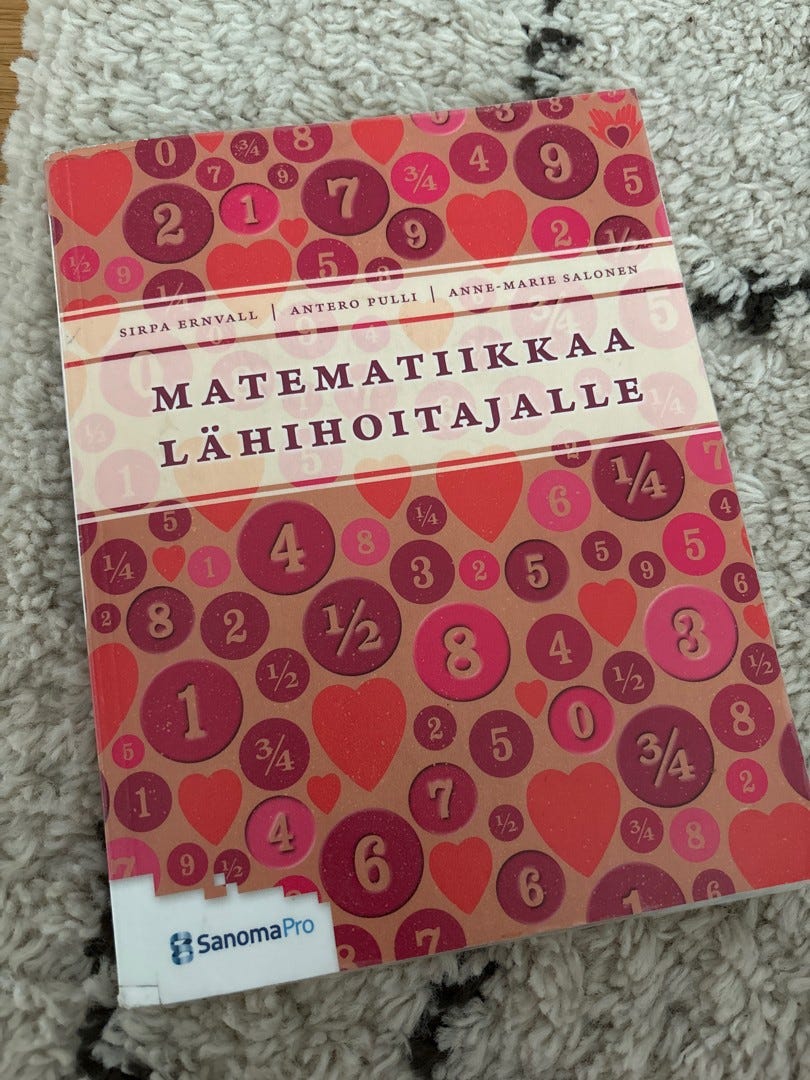 SIRPA ERNVALL | ANTERO PULLI | ANNE-MARIE SALONEN
MATEMATIIKKAA
LÄHIHOITAJALLE
SanomaPro